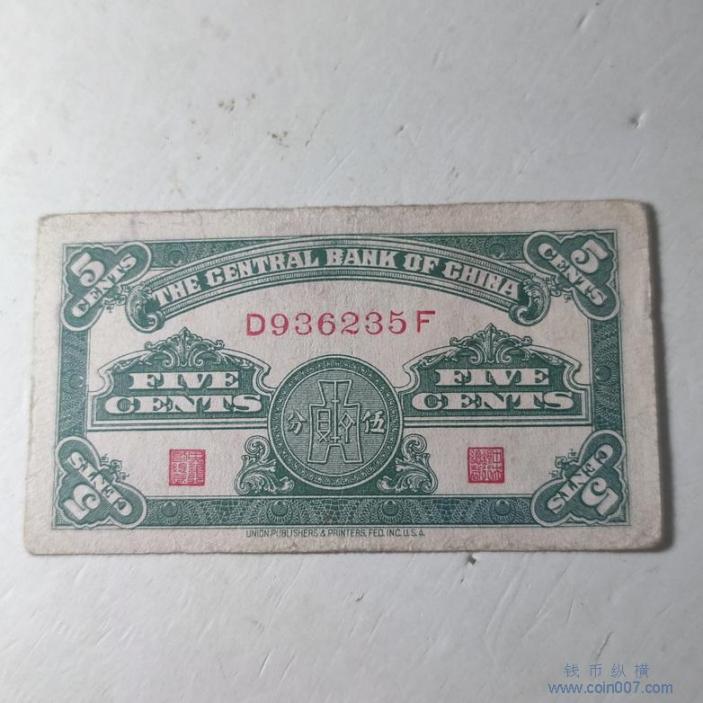 5 CENTS
5 CENTS
THE CENTRAL BANK OF CHINA
D936235F
FIVE CENTS
FIVE CENTS
分 伍
5 CENTS
5 CENTS
UNION PUBLISHERS & PRINTERS, FED. INC. U.S.A.
钱币纵横
www.coin007.com